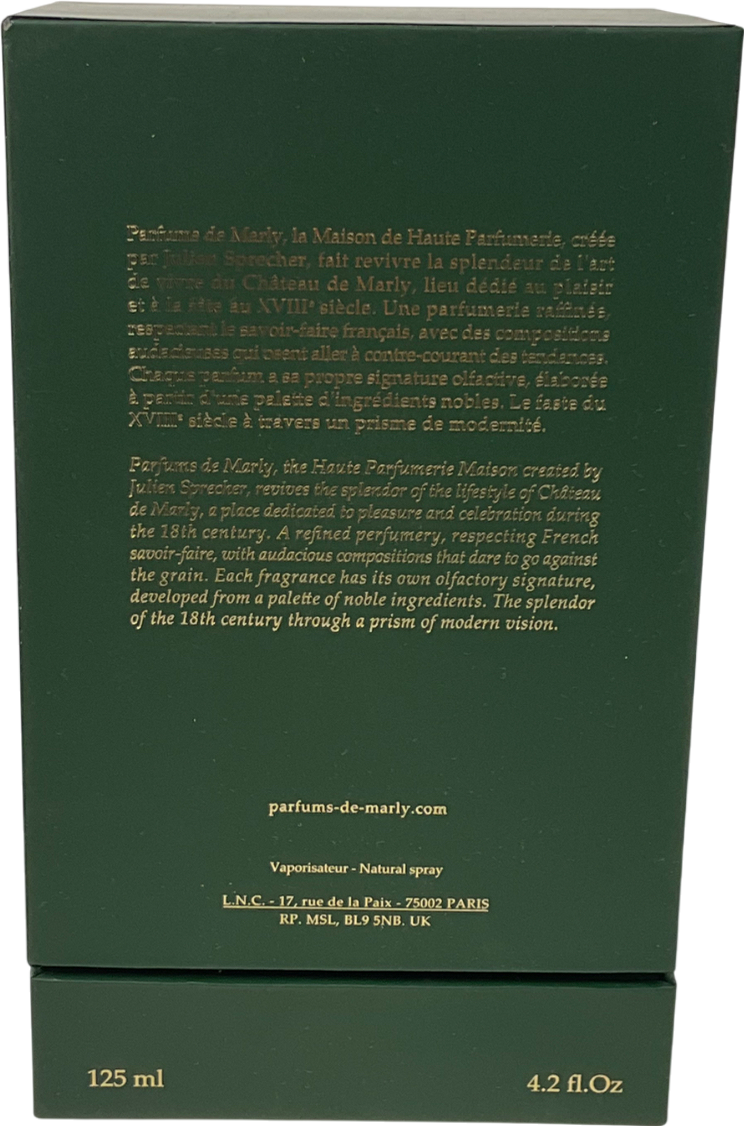 Parfums de Marly, la Maison de Haute Parfumerie, créée
par Julien Sprecher, fait revivre la splendeur de l'art
de vivre du Château de Marly, lieu dédié au plaisir
et à la fête au XVIIIᵉ siècle. Une parfumerie raffinée,
respectant le savoir-faire français, avec des compositions
audacieuses qui osent aller à contre-courant des tendances.
Chaque parfum a sa propre signature olfactive, élaborée
à partir d'une palette d'ingrédients nobles. Le faste du
XVIIIᵉ siècle à travers un prisme de modernité.
Parfums de Marly, the Haute Parfumerie Maison created by
Julien Sprecher, revives the splendor of the lifestyle of Château
de Marly, a place dedicated to pleasure and celebration during
the 18th century. A refined perfumery, respecting French
savoir-faire, with audacious compositions that dare to go against
the grain. Each fragrance has its own olfactory signature,
developed from a palette of noble ingredients. The splendor
of the 18th century through a prism of modern vision.
parfums-de-marly.com
Vaporisateur - Natural spray
L.N.C. - 17, rue de la Paix - 75002 PARIS
RP. MSL, BL9 5NB. UK
125 ml
4.2 fl.Oz